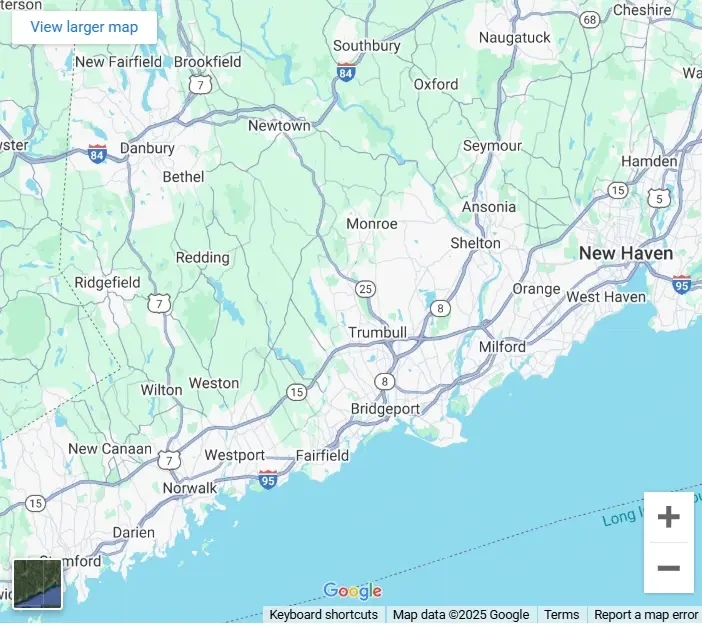 terson
View larger map
68
Cheshire
Naugatuck
Southbury
New Fairfield
Brookfield
84
7
Oxford
Newtown
yster
84
Danbury
Seymour
Hamden
Bethel
15
5
Ansonia
Monroe
Shelton
New Haven
Redding
Ridgefield
25
Orange
95
West Haven
7
8
Trumbull
Milford
8
Wilton
Weston
15
Bridgeport
New Canaan
Westport
Fairfield
7
95
Norwalk
15
Darien
Long I
+
−
Google
Keyboard shortcuts
Map data ©2025 Google
Terms
Report a map error